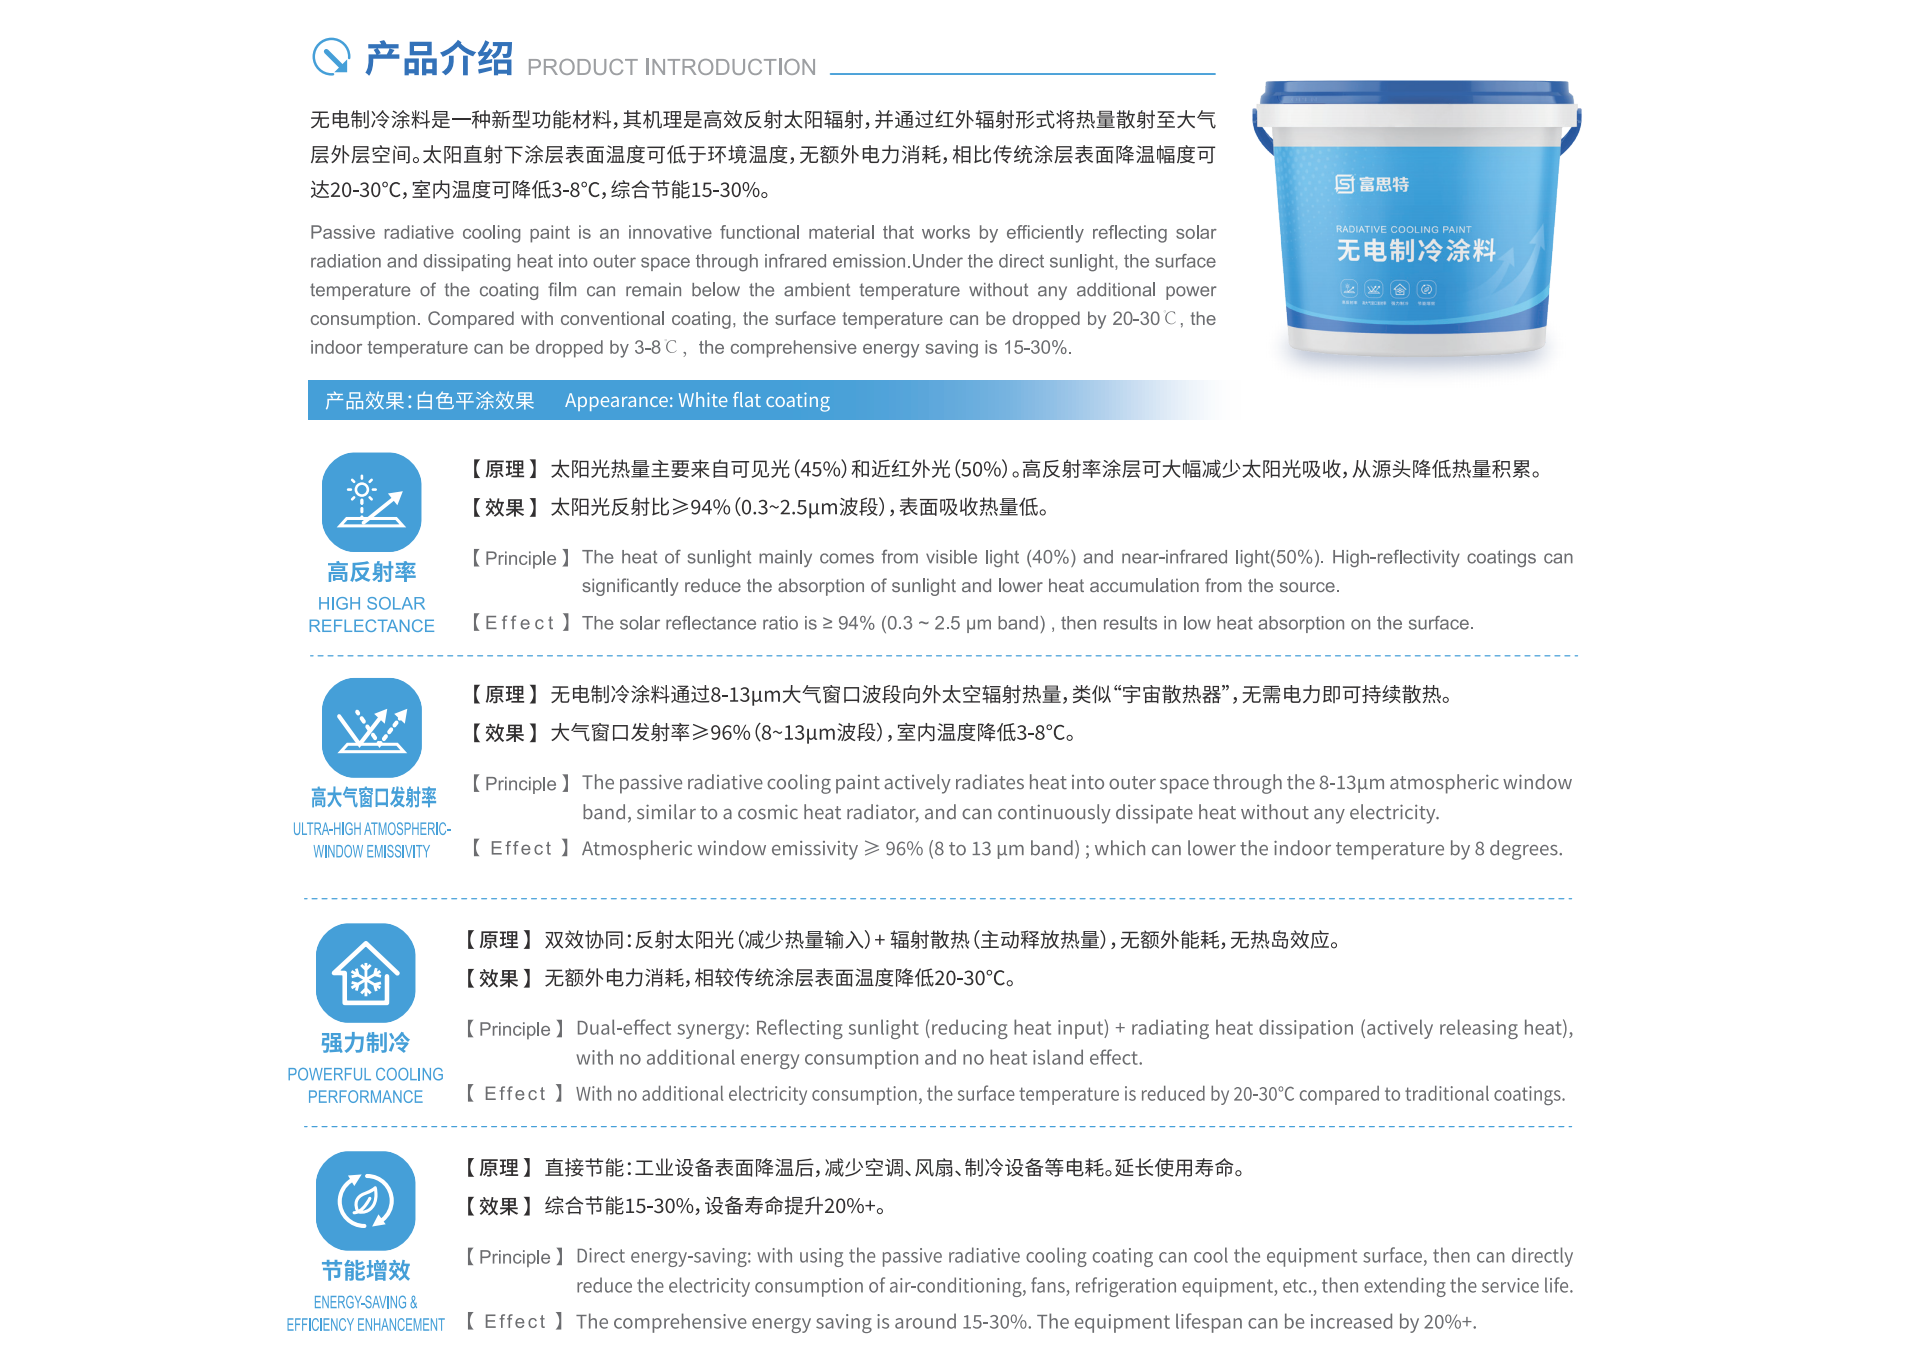 产品介绍 PRODUCT INTRODUCTION
无电制冷涂料是一种新型功能材料，其机理是高效反射太阳辐射，并通过红外辐射形式将热量散射至大气
层外层空间。太阳直射下涂层表面温度可低于环境温度，无额外电力消耗，相比传统涂层表面降温幅度可
达20-30℃，室内温度可降低3-8℃，综合节能15-30%。
Passive radiative cooling paint is an innovative functional material that works by efficiently reflecting solar
radiation and dissipating heat into outer space through infrared emission.Under the direct sunlight, the surface
temperature of the coating film can remain below the ambient temperature without any additional power
consumption. Compared with conventional coating, the surface temperature can be dropped by 20-30℃, the
indoor temperature can be dropped by 3-8℃, the comprehensive energy saving is 15-30%.
富思特
RADIATIVE COOLING PAINT
无电制冷涂料
产品效果：白色平涂效果 Appearance: White flat coating
高反射率
HIGH SOLAR
REFLECTANCE
【原理】太阳光热量主要来自可见光（45%）和近红外光（50%）。高反射率涂层可大幅减少太阳光吸收，从源头降低热量积累。
【效果】太阳光反射比≥94%（0.3~2.5μm波段），表面吸收热量低。
【Principle】The heat of sunlight mainly comes from visible light (40%) and near-infrared light(50%). High-reflectivity coatings can
significantly reduce the absorption of sunlight and lower heat accumulation from the source.
【Effect】The solar reflectance ratio is ≥ 94% (0.3 ~ 2.5 μm band) , then results in low heat absorption on the surface.
高大气窗口发射率
ULTRA-HIGH ATMOSPHERIC-
WINDOW EMISSIVITY
【原理】无电制冷涂料通过8-13μm大气窗口波段向外太空辐射热量，类似“宇宙散热器”，无需电力即可持续散热。
【效果】大气窗口发射率≥96%（8~13μm波段），室内温度降低3-8℃。
【Principle】The passive radiative cooling paint actively radiates heat into outer space through the 8-13μm atmospheric window
band, similar to a cosmic heat radiator, and can continuously dissipate heat without any electricity.
【Effect】Atmospheric window emissivity ≥ 96% (8 to 13 μm band) ; which can lower the indoor temperature by 8 degrees.
强力制冷
POWERFUL COOLING
PERFORMANCE
【原理】双效协同：反射太阳光（减少热量输入）+ 辐射散热（主动释放热量），无额外能耗，无热岛效应。
【效果】无额外电力消耗，相较传统涂层表面温度降低20-30℃。
【Principle】Dual-effect synergy: Reflecting sunlight (reducing heat input) + radiating heat dissipation (actively releasing heat),
with no additional energy consumption and no heat island effect.
【Effect】With no additional electricity consumption, the surface temperature is reduced by 20-30℃ compared to traditional coatings.
节能增效
ENERGY-SAVING &
EFFICIENCY ENHANCEMENT
【原理】直接节能：工业设备表面降温后，减少空调、风扇、制冷设备等电耗。延长使用寿命。
【效果】综合节能15-30%，设备寿命提升20%+。
【Principle】Direct energy-saving: with using the passive radiative cooling coating can cool the equipment surface, then can directly
reduce the electricity consumption of air-conditioning, fans, refrigeration equipment, etc., then extending the service life.
【Effect】The comprehensive energy saving is around 15-30%. The equipment lifespan can be increased by 20%+.